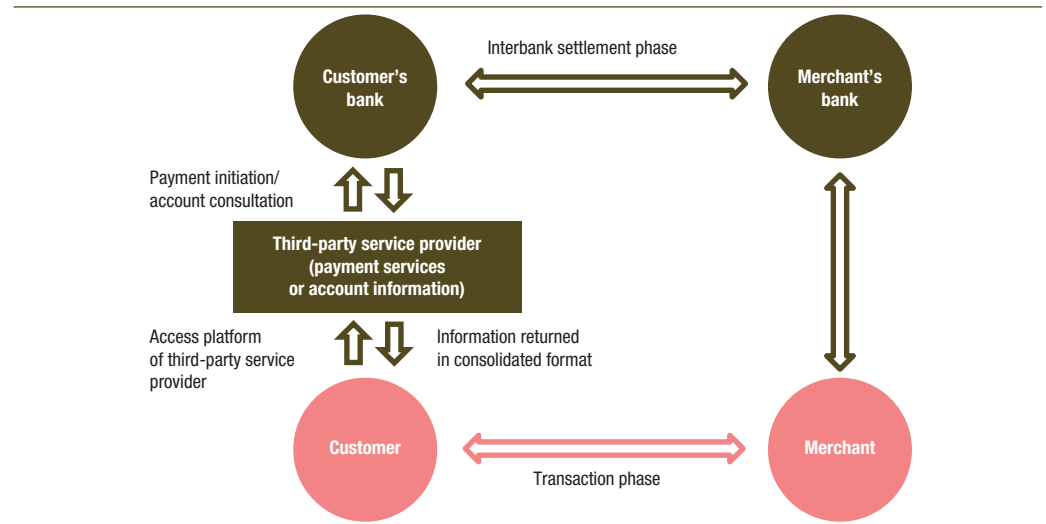 Interbank settlement phase
Customer’s
bank
Merchant’s
bank
Payment initiation/
account consultation
Third-party service provider
(payment services
or account information)
Access platform
of third-party service
provider
Information returned
in consolidated format
Customer
Merchant
Transaction phase